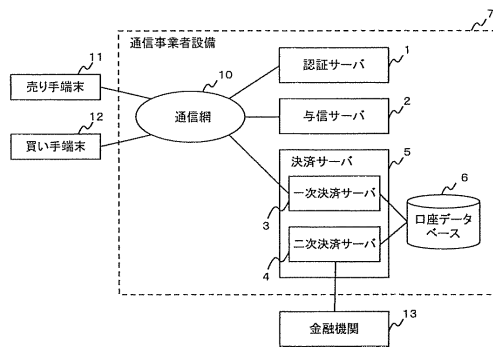 7
通信事業者設備
11
売り手端末
12
買い手端末
10
通信網
1
認証サーバ
2
与信サーバ
5
決済サーバ
一次決済サーバ
3
二次決済サーバ
4
6
口座データ
ベース
金融機関
13